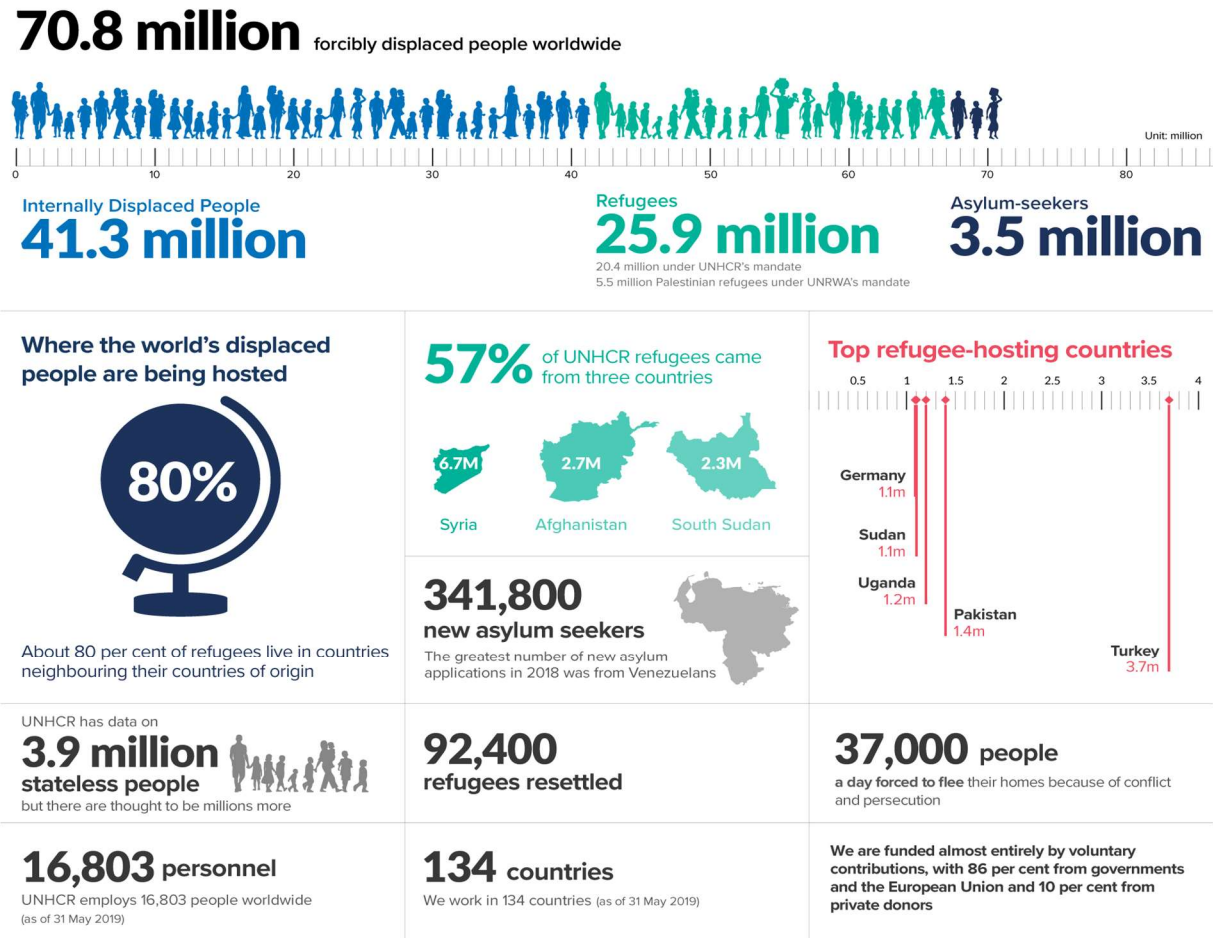 70.8 million forcibly displaced people worldwide
Unit: million
0 10 20 30 40 50 60 70 80
Internally Displaced People
41.3 million
Refugees
25.9 million
20.4 million under UNHCR's mandate
5.5 million Palestinian refugees under UNRWA's mandate
Asylum-seekers
3.5 million
Where the world's displaced
people are being hosted
80%
About 80 per cent of refugees live in countries
neighbouring their countries of origin
57% of UNHCR refugees came
from three countries
6.7M 2.7M 2.3M
Syria Afghanistan South Sudan
341,800
new asylum seekers
The greatest number of new asylum
applications in 2018 was from Venezuelans
Top refugee-hosting countries
0.5 1 1.5 2 2.5 3 3.5 4
Germany
1.1m
Sudan
1.1m
Uganda
1.2m
Pakistan
1.4m
Turkey
3.7m
UNHCR has data on
3.9 million
stateless people
but there are thought to be millions more
92,400
refugees resettled
37,000 people
a day forced to flee their homes because of conflict
and persecution
16,803 personnel
UNHCR employs 16,803 people worldwide
(as of 31 May 2019)
134 countries
We work in 134 countries (as of 31 May 2019)
We are funded almost entirely by voluntary
contributions, with 86 per cent from governments
and the European Union and 10 per cent from
private donors